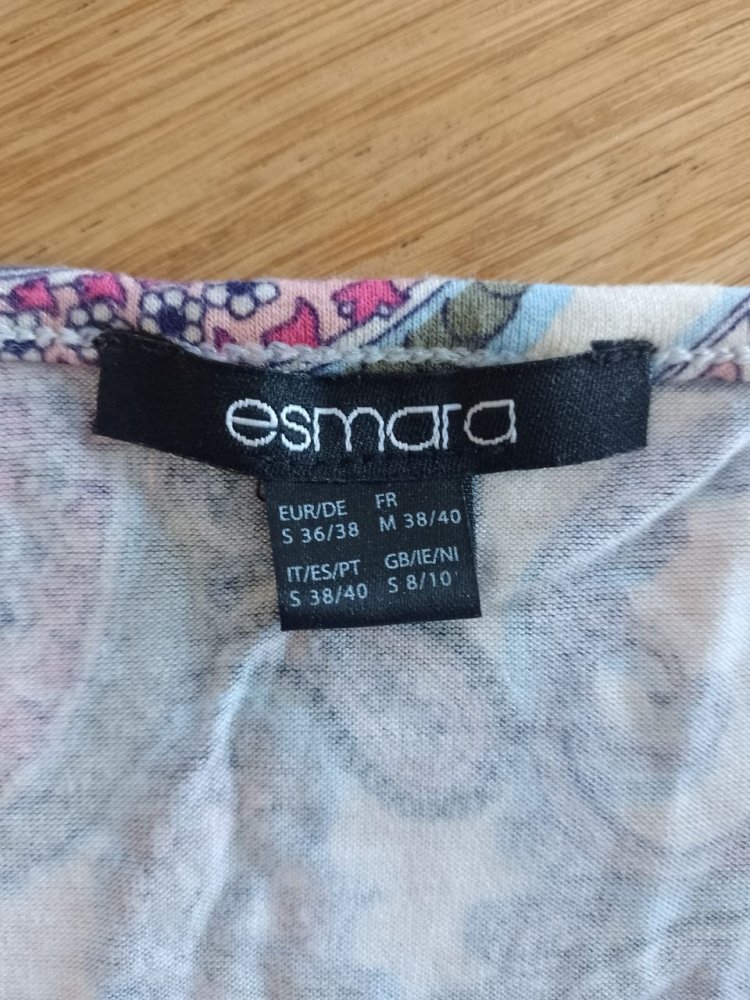 esmara
EUR/DE FR
S 36/38 M 38/40
IT/ES/PT GB/IE/NI
S 38/40 S 8/10